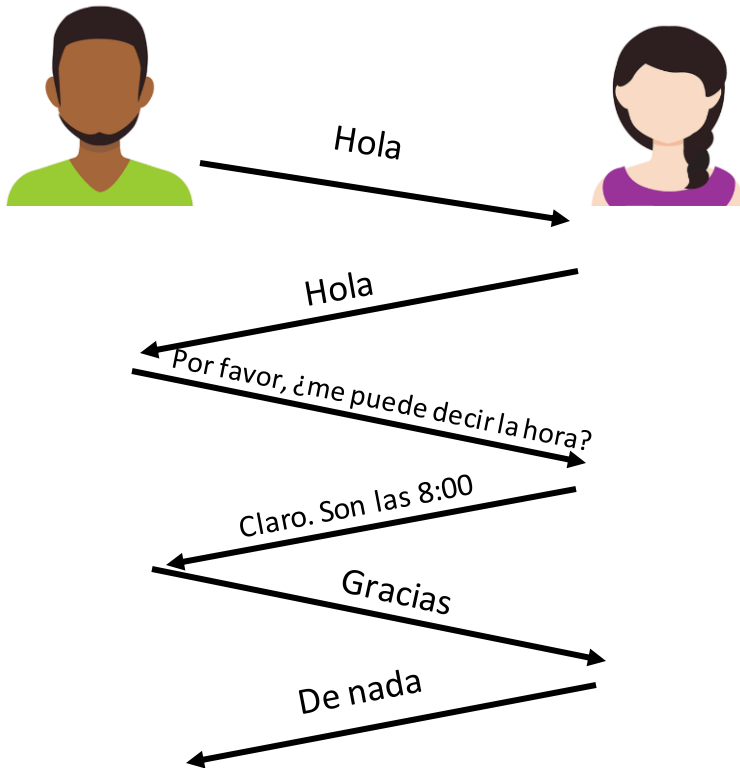 Hola
Hola
Por favor, ¿me puede decir la hora?
Claro. Son las 8:00
Gracias
De nada